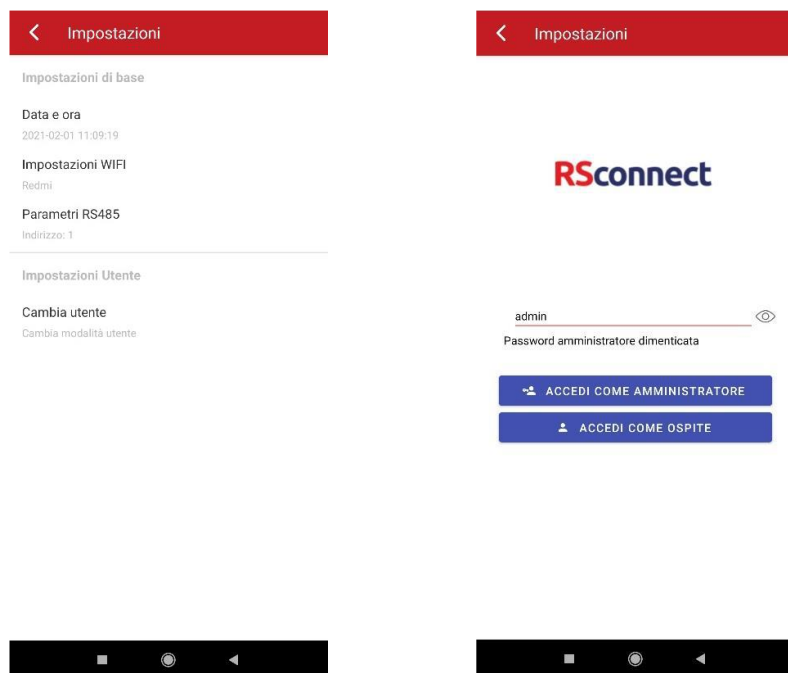 Impostazioni
Impostazioni di base
Data e ora
2021-02-01 11:09:19
Impostazioni WIFI
Redmi
Parametri RS485
Indirizzo: 1
Impostazioni Utente
Cambia utente
Cambia modalità utente
Impostazioni
RSconnect
admin
Password amministratore dimenticata
ACCEDI COME AMMINISTRATORE
ACCEDI COME OSPITE